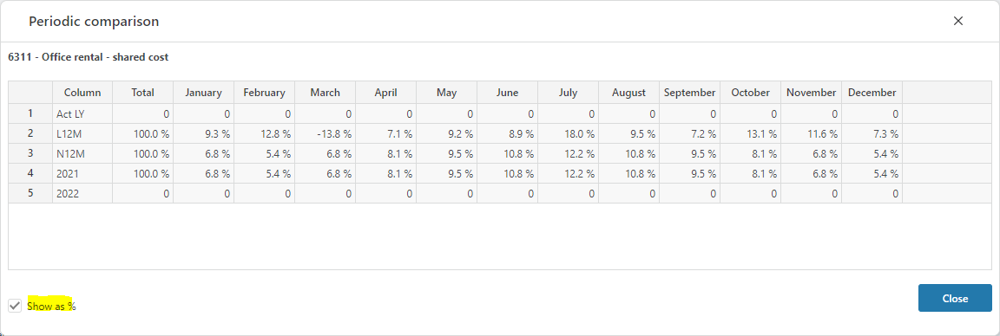 Periodic comparison
6311 - Office rental - shared cost
Column Total January February March April May June July August September October November December
1 Act LY 0 0 0 0 0 0 0 0 0 0 0 0 0
2 L12M 100.0 % 9.3 % 12.8 % -13.8 % 7.1 % 9.2 % 8.9 % 18.0 % 9.5 % 7.2 % 13.1 % 11.6 % 7.3 %
3 N12M 100.0 % 6.8 % 5.4 % 6.8 % 8.1 % 9.5 % 10.8 % 12.2 % 10.8 % 9.5 % 8.1 % 6.8 % 5.4 %
4 2021 100.0 % 6.8 % 5.4 % 6.8 % 8.1 % 9.5 % 10.8 % 12.2 % 10.8 % 9.5 % 8.1 % 6.8 % 5.4 %
5 2022 0 0 0 0 0 0 0 0 0 0 0 0 0
Show as %
Close